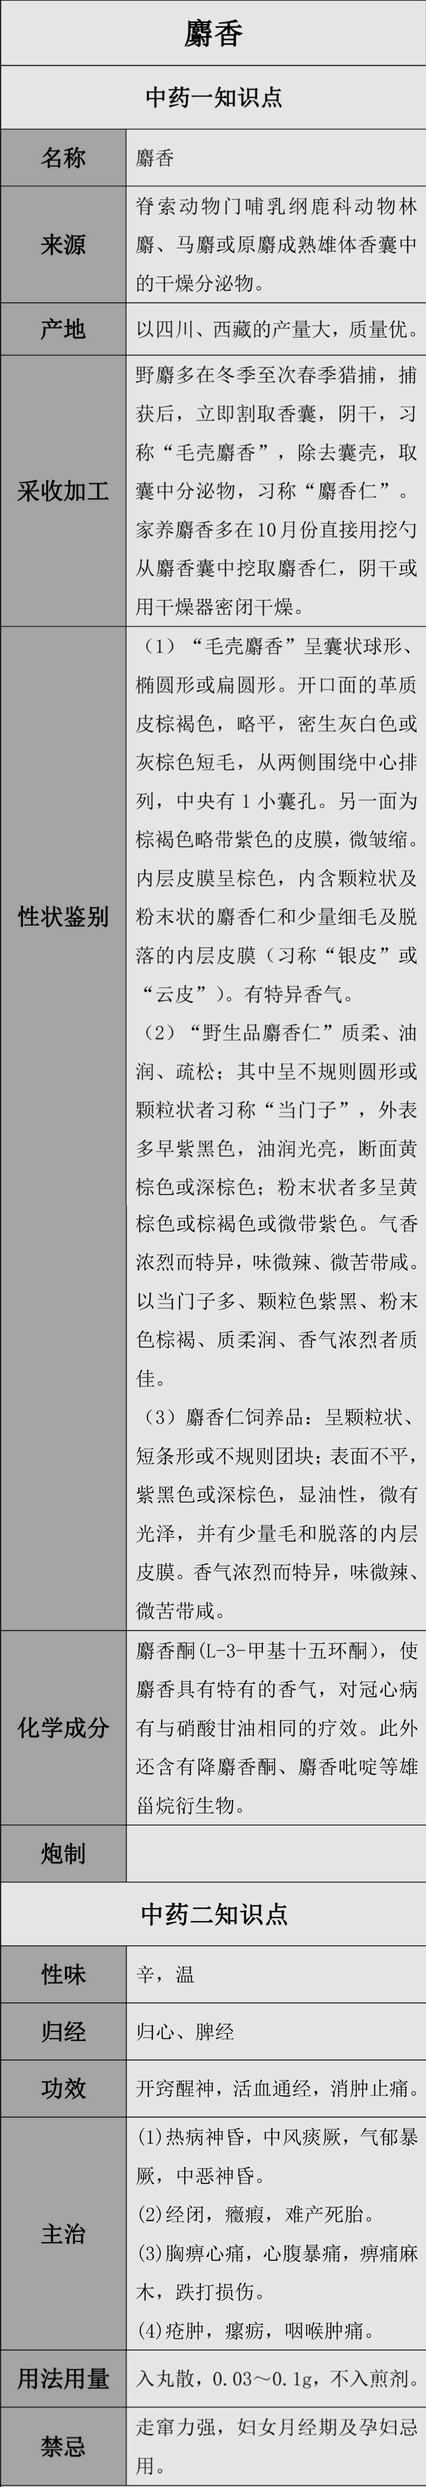 麝香
中药一知识点
名称
麝香
来源
脊索动物门哺乳纲鹿科动物林
麝、马麝或原麝成熟雄体香囊中
的干燥分泌物。
产地
以四川、西藏的产量大，质量优。
采收加工
野麝多在冬季至次春季猎捕，捕
获后，立即割取香囊，阴干，习
称“毛壳麝香”，除去囊壳，取
囊中分泌物，习称“麝香仁”。
家养麝香多在10月份直接用挖勺
从麝香囊中挖取麝香仁，阴干或
用干燥器密闭干燥。
性状鉴别
（1）“毛壳麝香”呈囊状球形、
椭圆形或扁圆形。开口面的革质
皮棕褐色，略平，密生灰白色或
灰棕色短毛，从两侧围绕中心排
列，中央有1小囊孔。另一面为
棕褐色略带紫色的皮膜，微皱缩。
内层皮膜呈棕色，内含颗粒状及
粉末状的麝香仁和少量细毛及脱
落的内层皮膜（习称“银皮”或
“云皮”）。有特异香气。
（2）“野生品麝香仁”质柔、油
润、疏松；其中呈不规则圆形或
颗粒状者习称“当门子”，外表
多早紫黑色，油润光亮，断面黄
棕色或深棕色；粉末状者多呈黄
棕色或棕褐色或微带紫色。气香
浓烈而特异，味微辣、微苦带咸。
以当门子多、颗粒色紫黑、粉末
色棕褐、质柔润、香气浓烈者质
佳。
（3）麝香仁饲养品：呈颗粒状、
短条形或不规则团块；表面不平，
紫黑色或深棕色，显油性，微有
光泽，并有少量毛和脱落的内层
皮膜。香气浓烈而特异，味微辣、
微苦带咸。
化学成分
麝香酮(L-3-甲基十五环酮)，使
麝香具有特有的香气，对冠心病
有与硝酸甘油相同的疗效。此外
还含有降麝香酮、麝香吡啶等雄
甾烷衍生物。
炮制
中药二知识点
性味
辛，温
归经
归心、脾经
功效
开窍醒神，活血通经，消肿止痛。
主治
(1)热病神昏，中风痰厥，气郁暴
厥，中恶神昏。
(2)经闭，癥瘕，难产死胎。
(3)胸痹心痛，心腹暴痛，痹痛麻
木，跌打损伤。
(4)疮肿，瘰疬，咽喉肿痛。
用法用量
入丸散，0.03～0.1g，不入煎剂。
禁忌
走窜力强，妇女月经期及孕妇忌
用。